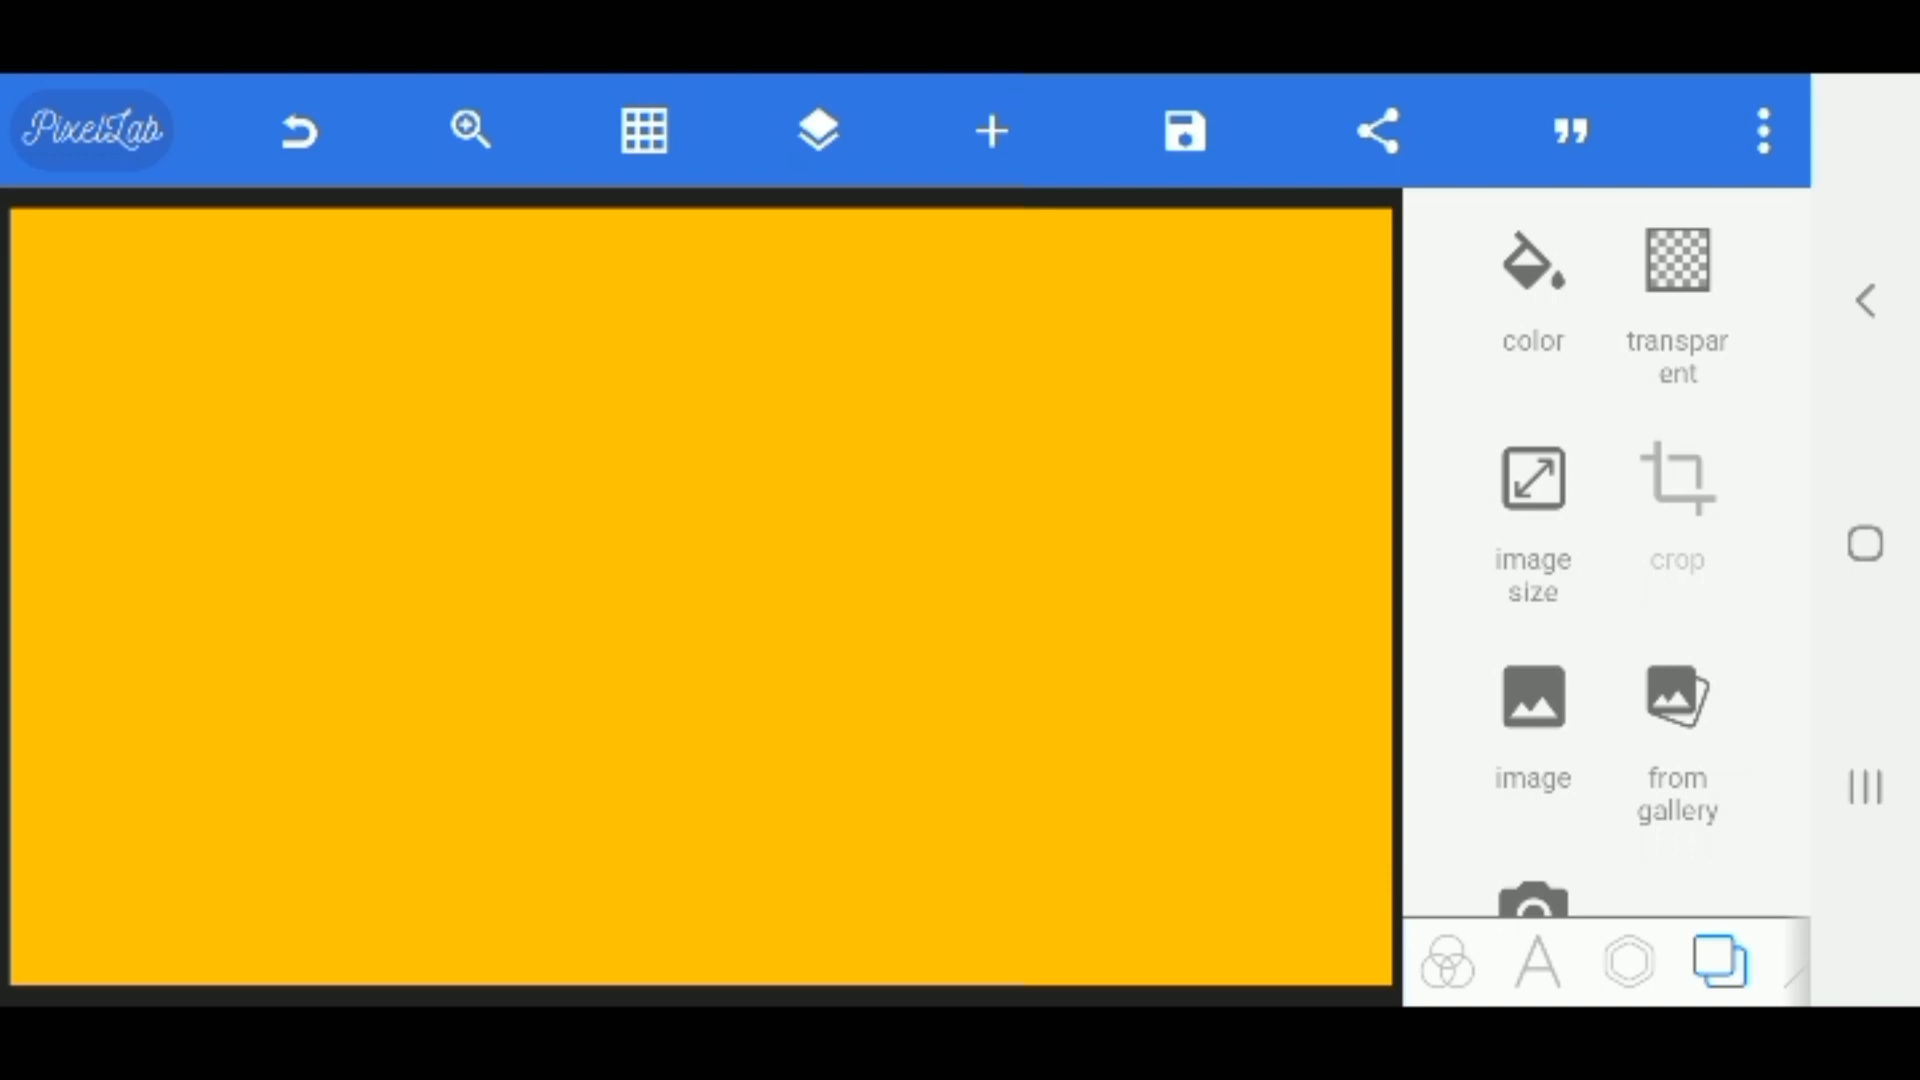 PixelLab
color
transpar
ent
image
size
crop
image
from
gallery